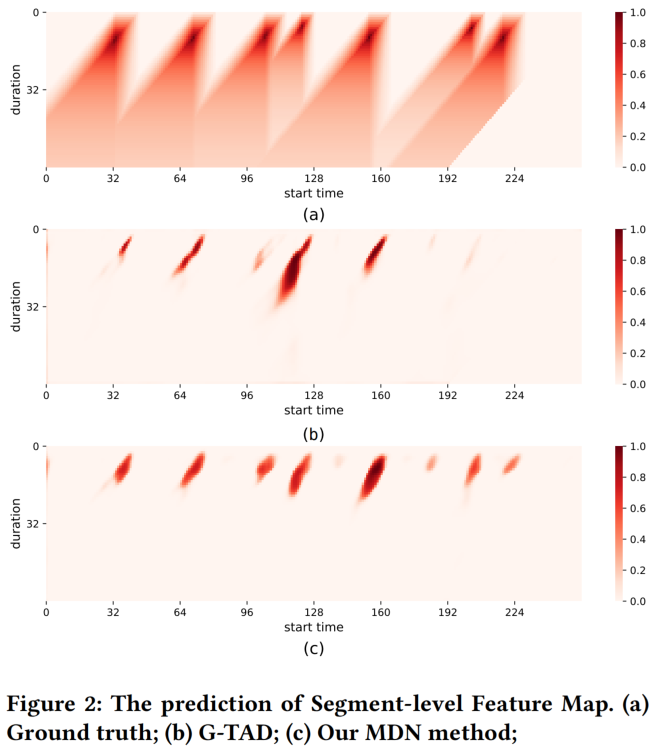 0
32
duration
0 32 64 96 128 160 192 224
start time
1.0
0.8
0.6
0.4
0.2
0.0
(a)
0
32
duration
0 32 64 96 128 160 192 224
start time
1.0
0.8
0.6
0.4
0.2
0.0
(b)
0
32
duration
0 32 64 96 128 160 192 224
start time
1.0
0.8
0.6
0.4
0.2
0.0
(c)
Figure 2: The prediction of Segment-level Feature Map. (a)
Ground truth; (b) G-TAD; (c) Our MDN method;